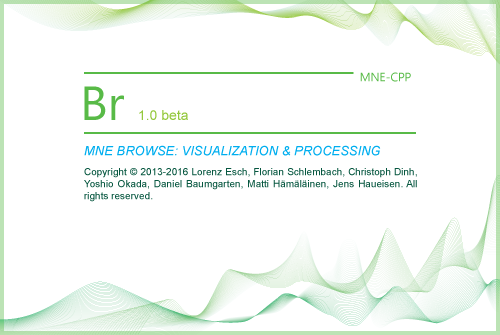 MNE-CPP
Br 1.0 beta
MNE BROWSE: VISUALIZATION & PROCESSING
Copyright © 2013-2016 Lorenz Esch, Florian Schlembach, Christoph Dinh,
Yoshio Okada, Daniel Baumgarten, Matti Hämäläinen, Jens Haueisen. All
rights reserved.